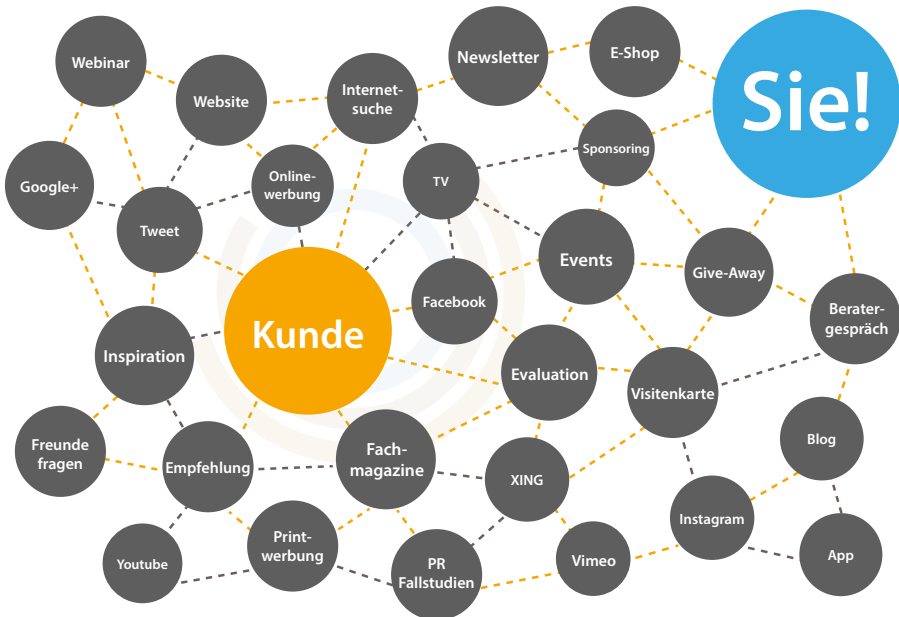 Webinar
Website
Internet-
suche
Newsletter
E-Shop
Sie!
Google+
Tweet
Online-
werbung
TV
Sponsoring
Events
Give-Away
Kunde
Facebook
Berater-
gespräch
Inspiration
Evaluation
Visitenkarte
Freunde
fragen
Empfehlung
Fach-
magazine
XING
Blog
Youtube
Print-
werbung
PR
Fallstudien
Vimeo
Instagram
App